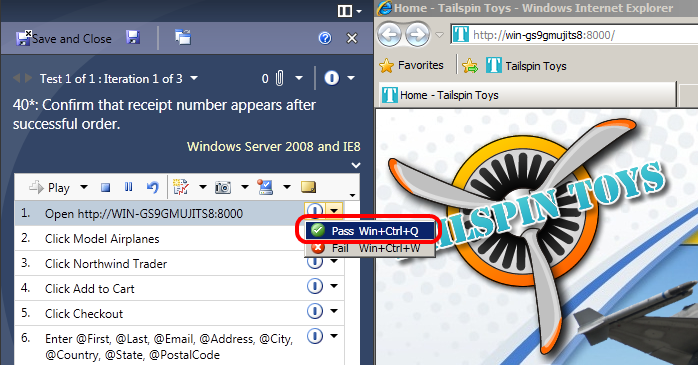 Save and Close
Test 1 of 1 : Iteration 1 of 3
0
40*: Confirm that receipt number appears after
successful order.
Windows Server 2008 and IE8
Play
1. Open http://WIN-GS9GMUJITS8:8000
Pass Win+Ctrl+Q
Fail Win+Ctrl+W
2. Click Model Airplanes
3. Click Northwind Trader
4. Click Add to Cart
5. Click Checkout
6. Enter @First, @Last, @Email, @Address, @City,
@Country, @State, @PostalCode
Home - Tailspin Toys - Windows Internet Explorer
http://win-gs9gmujits8:8000/
Favorites
Tailspin Toys
Home - Tailspin Toys
AILSPIN TOYS